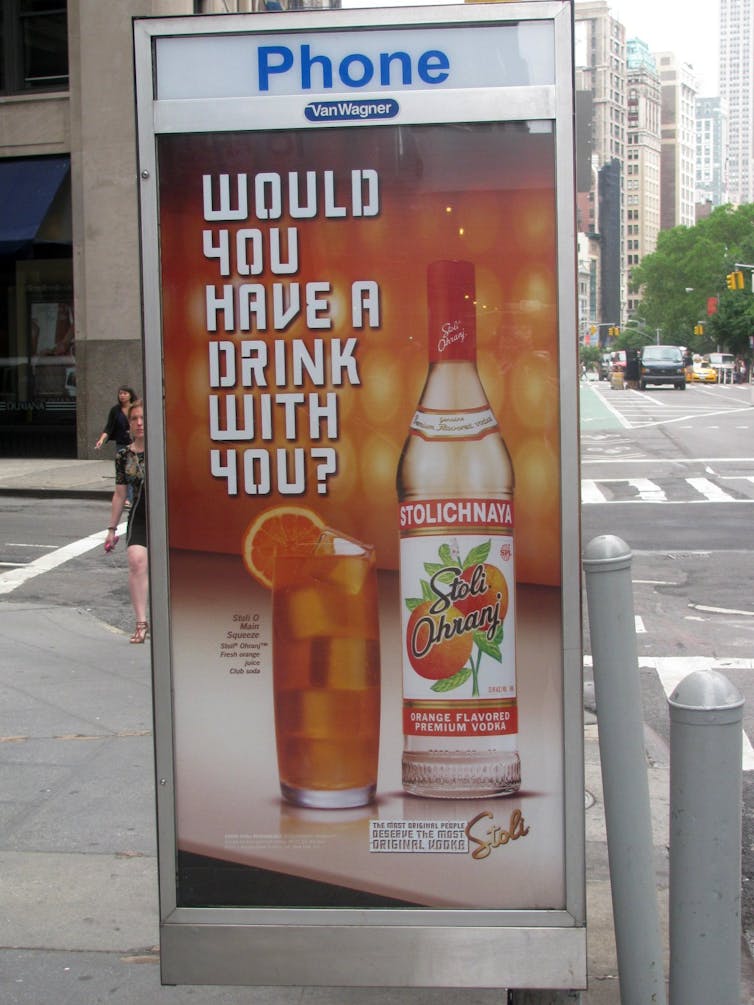 Phone
VanWagner
WOULD
YOU
HAVE A
DRINK
WITH
YOU?
Stoli
Ohranj
Genuine
Premium Flavored vodka
STOLICHNAYA
SPI
Stoli
Ohranj
ORANGE FLAVORED
PREMIUM VODKA
Stoli O
Main
Squeeze
Stoli® Ohranj™
Fresh orange
juice
Club soda
THE MOST ORIGINAL PEOPLE
DESERVE THE MOST
ORIGINAL VODKA
Stoli